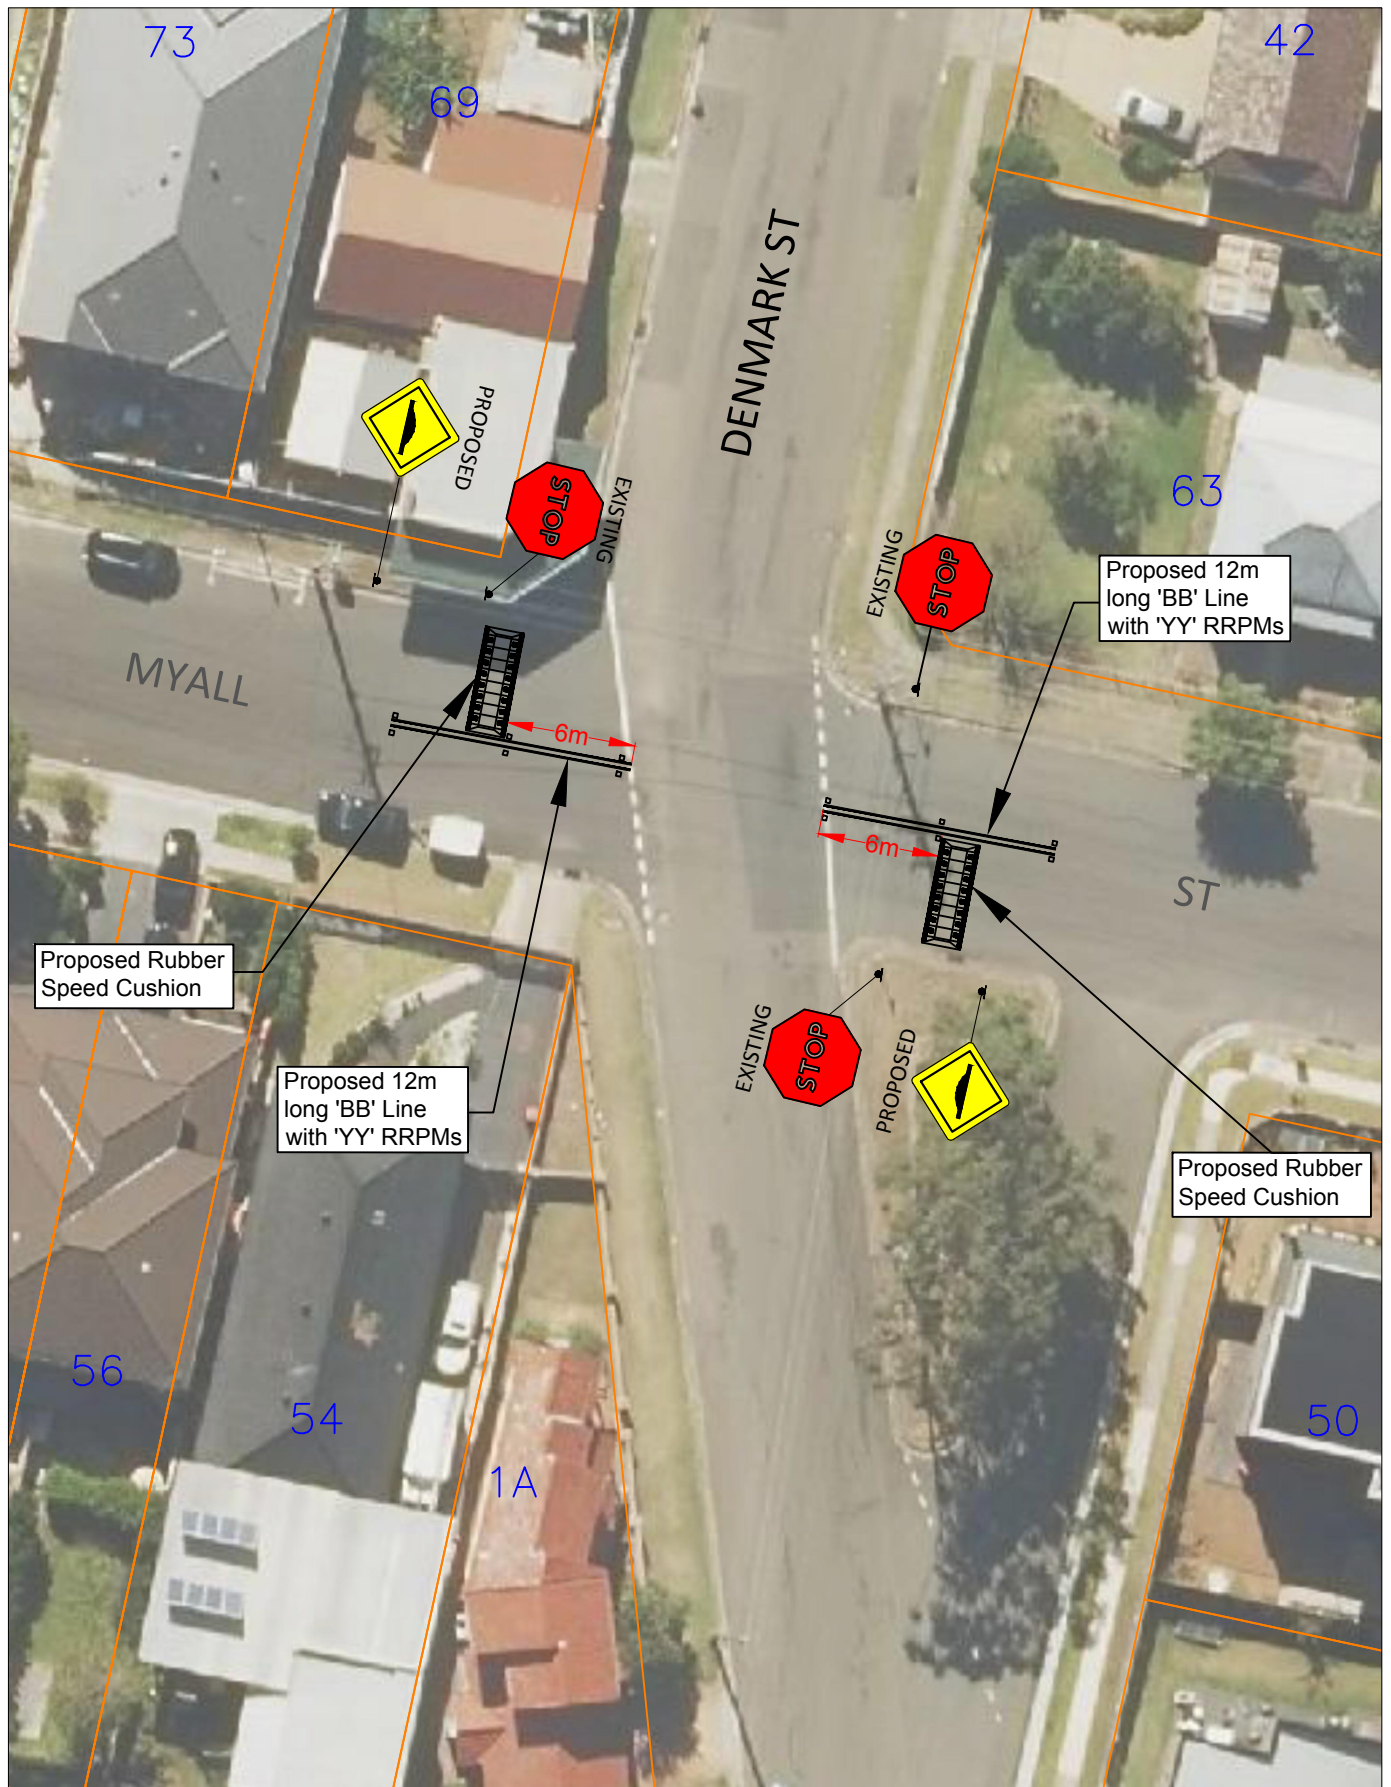 73
69
42
DENMARK ST
PROPOSED
STOP
EXISTING
63
EXISTING
STOP
Proposed 12m
long 'BB' Line
with 'YY' RRPMs
MYALL
6m
6m
ST
Proposed Rubber
Speed Cushion
EXISTING
STOP
PROPOSED
Proposed 12m
long 'BB' Line
with 'YY' RRPMs
Proposed Rubber
Speed Cushion
56
54
1A
50